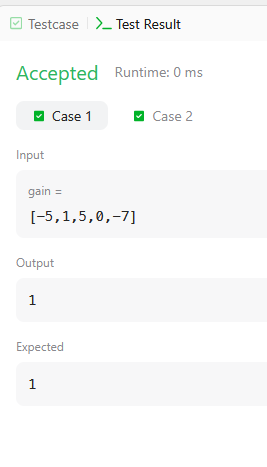 Testcase
Test Result
Accepted Runtime: 0 ms
Case 1 Case 2
Input
gain =
[-5,1,5,0,-7]
Output
1
Expected
1